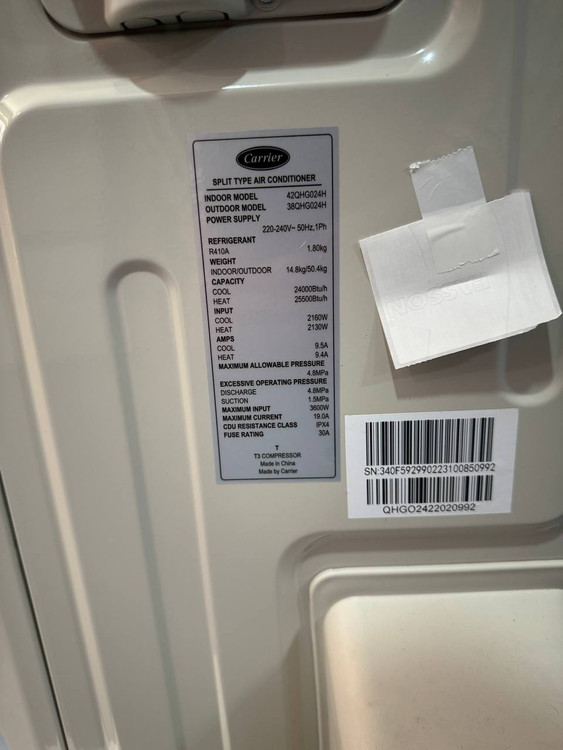 Carrier
SPLIT TYPE AIR CONDITIONER
INDOOR MODEL 42QHG024H
OUTDOOR MODEL 38QHG024H
POWER SUPPLY
220-240V~ 50Hz,1Ph
REFRIGERANT
R410A 1.80kg
WEIGHT
INDOOR/OUTDOOR 14.8kg/50.4kg
CAPACITY
COOL 24000Btu/h
HEAT 25500Btu/h
INPUT
COOL 2160W
HEAT 2130W
AMPS
COOL 9.5A
HEAT 9.4A
MAXIMUM ALLOWABLE PRESSURE
4.8MPa
EXCESSIVE OPERATING PRESSURE
DISCHARGE 4.8MPa
SUCTION 1.5MPa
MAXIMUM INPUT 3600W
MAXIMUM CURRENT 19.0A
CDU RESISTANCE CLASS IPX4
FUSE RATING 30A
T
T3 COMPRESSOR
Made in China
Made by Carrier
SN:340F592990223100850992
QHGO2422020992